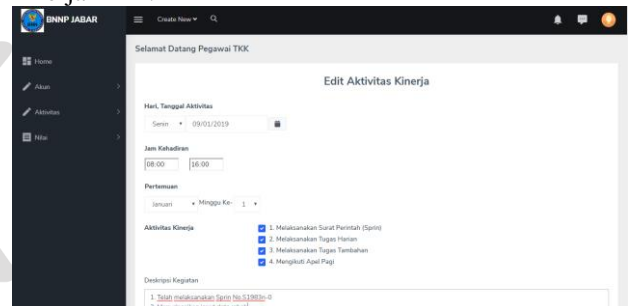 BNNP JABAR
Create New
Selamat Datang Pegawai TKK
Home
Akun
Aktivitas
Nilai
Edit Aktivitas Kinerja
Hari, Tanggal Aktivitas
Senin 09/01/2019
Jam Kehadiran
08:00 16:00
Pertemuan
Januari Minggu Ke- 1
Aktivitas Kinerja
1. Melaksanakan Surat Perintah (Sprin)
2. Melaksanakan Tugas Harian
3. Melaksanakan Tugas Tambahan
4. Mengikuti Apel Pagi
Deskripsi Kegiatan
1. Telah melaksanakan Sprin No.S1983n-0